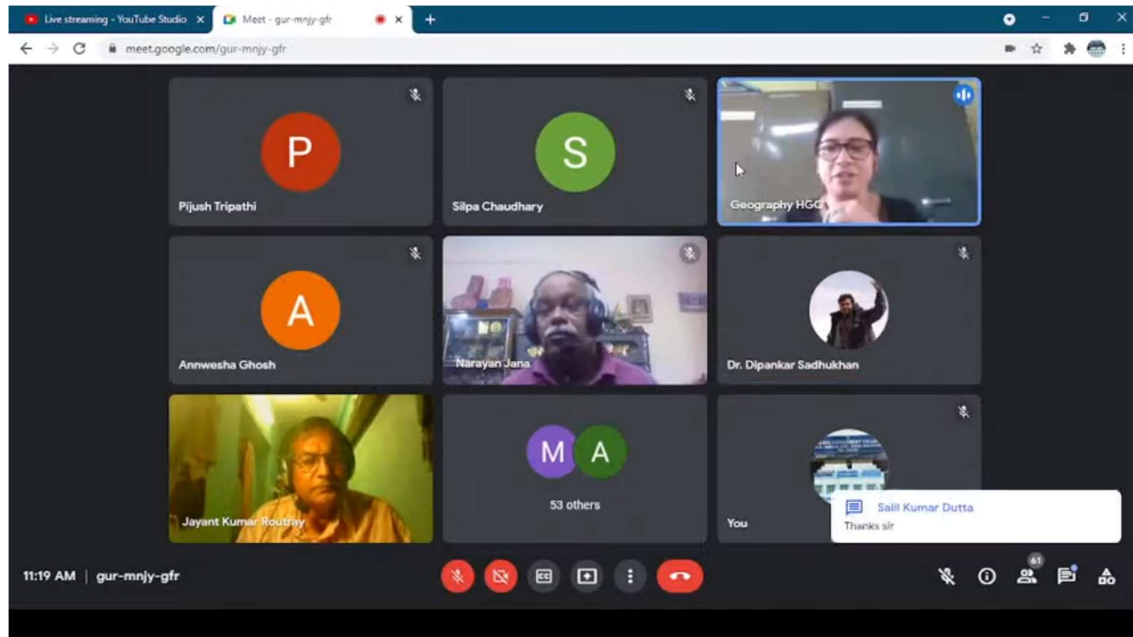 Live streaming - YouTube Studio
Meet - gur-mnjy-gfr
meet.google.com/gur-mnjy-gfr
P
Pijush Tripathi
S
Silpa Chaudhary
Geography HGC
A
Annwesha Ghosh
Narayan Jana
Dr. Dipankar Sadhukhan
Jayant Kumar Routray
M A
53 others
You
Salil Kumar Dutta
Thanks sir
11:19 AM | gur-mnjy-gfr
CC
61